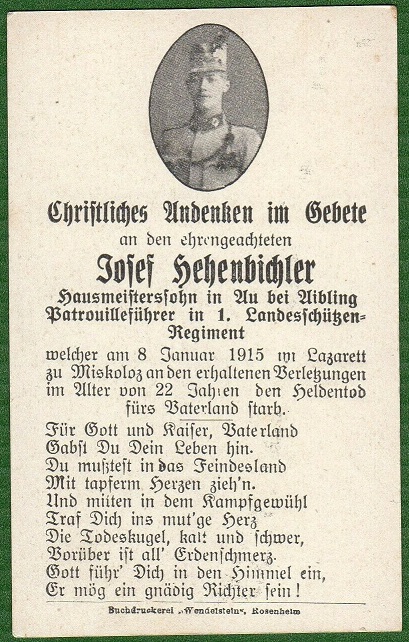 Christliches Andenken im Gebete
an den ehrengeachteten
Josef Hehenbichler
Hausmeisterssohn in Au bei Aibling
Patrouilleführer in 1. Landesschützen-
Regiment
welcher am 8 Januar 1915 im Lazarett
zu Miskoloz an den erhaltenen Verletzungen
im Alter von 22 Jahren den Heldentod
fürs Vaterland starb.
Für Gott und Kaiser, Vaterland
Gabst Du Dein Leben hin.
Du mußtest in das Feindesland
Mit tapferm Herzen zieh'n.
Und mitten in dem Kampfgewühl
Traf Dich ins mut'ge Herz
Die Todeskugel, kalt und schwer,
Vorüber ist all' Erdenschmerz.
Gott führ' Dich in den Himmel ein,
Er mög ein gnädig Richter sein!
Buchdruckerei „Wendelstein“, Rosenheim